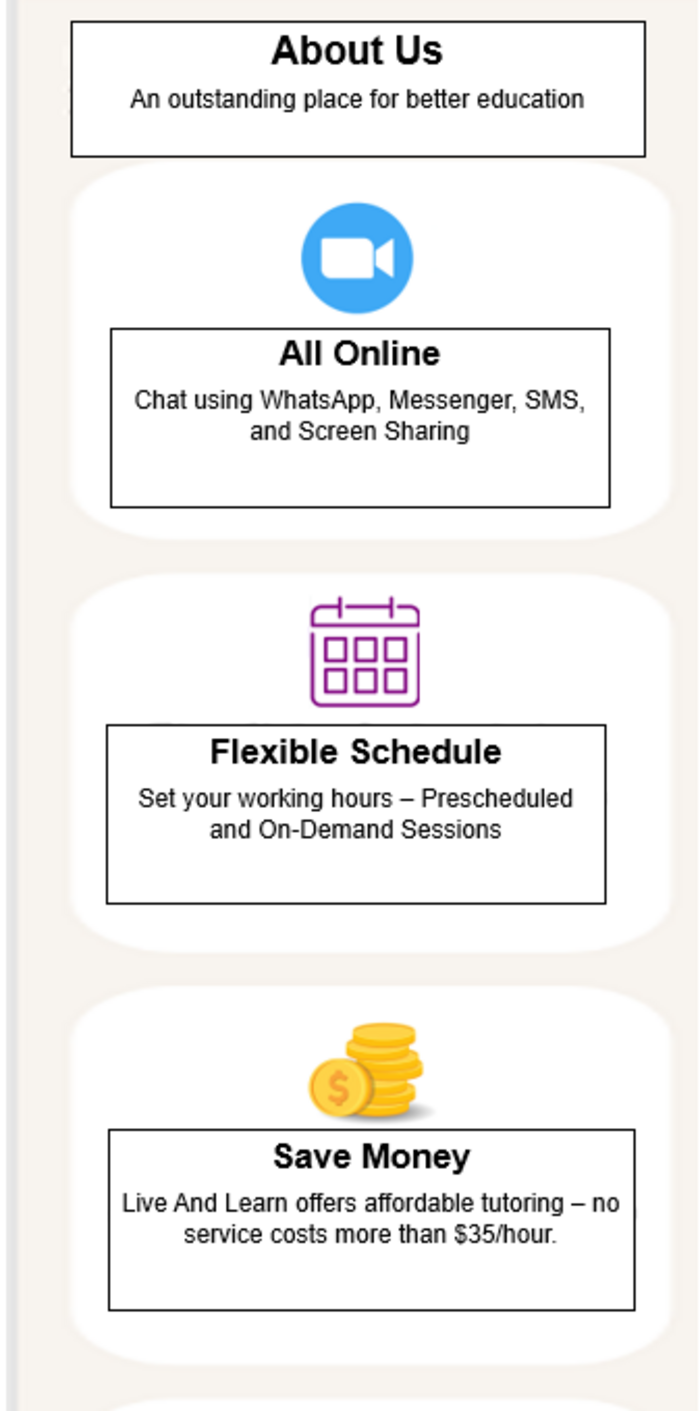 About Us
An outstanding place for better education
All Online
Chat using WhatsApp, Messenger, SMS,
and Screen Sharing
Flexible Schedule
Set your working hours – Prescheduled
and On-Demand Sessions
$
Save Money
Live And Learn offers affordable tutoring – no
service costs more than $35/hour.